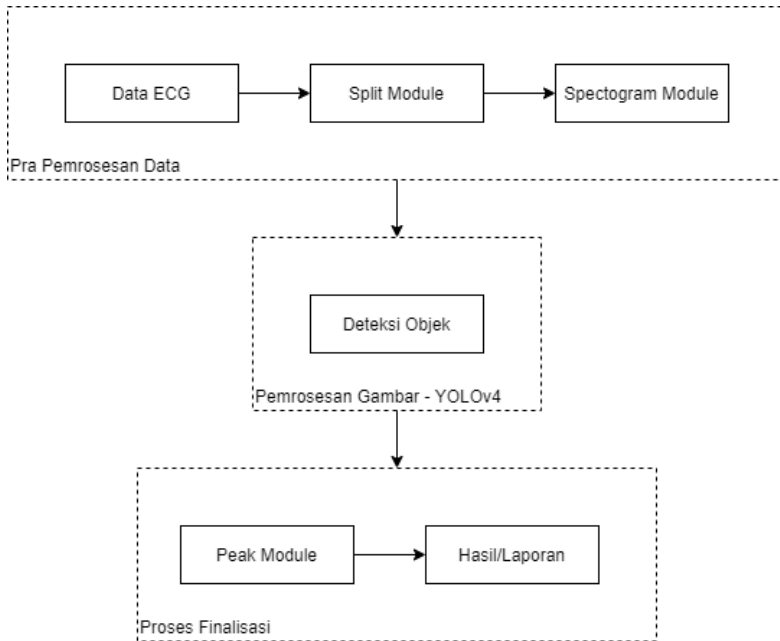 Data ECG
Split Module
Spectogram Module
Pra Pemrosesan Data
Deteksi Objek
Pemrosesan Gambar - YOLOv4
Peak Module
Hasil/Laporan
Proses Finalisasi